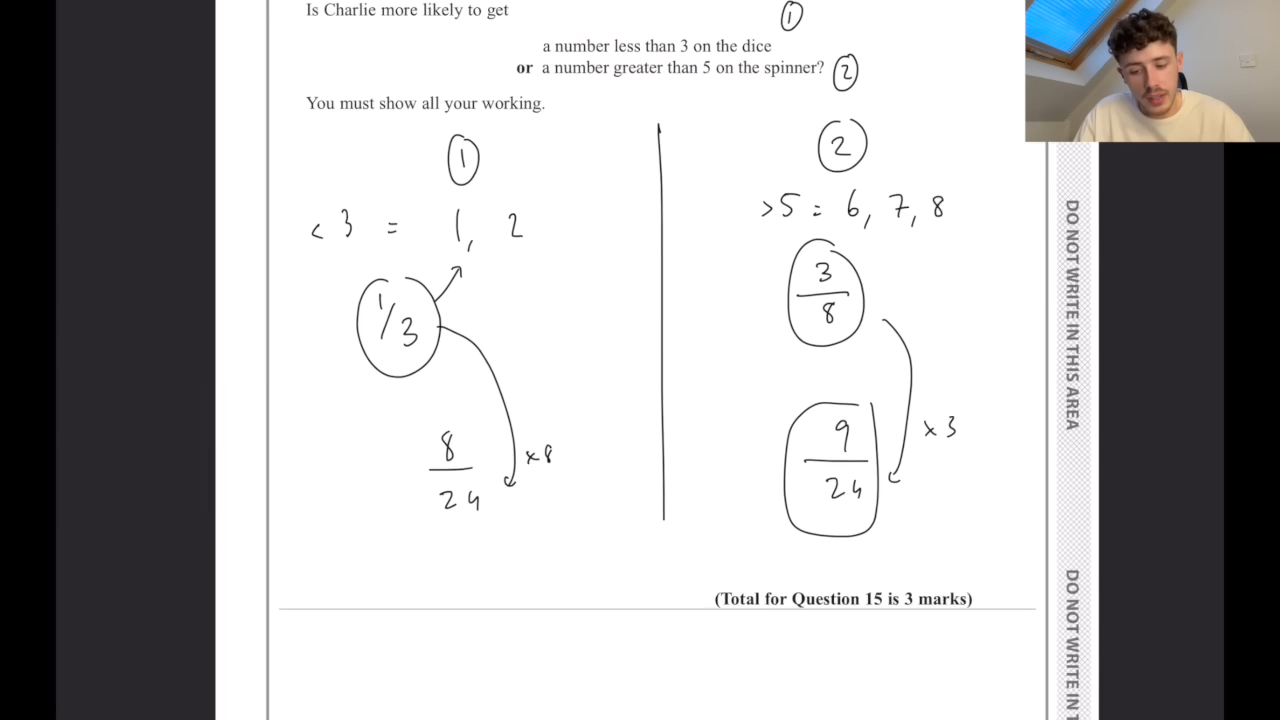 Is Charlie more likely to get
①
a number less than 3 on the dice
or a number greater than 5 on the spinner? ②
You must show all your working.
①
< 3 = 1, 2
1/3
8
24
×8
②
>5 = 6, 7, 8
3
8
9
24
×3
(Total for Question 15 is 3 marks)
DO NOT WRITE IN THIS AREA
DO NOT WRITE IN T